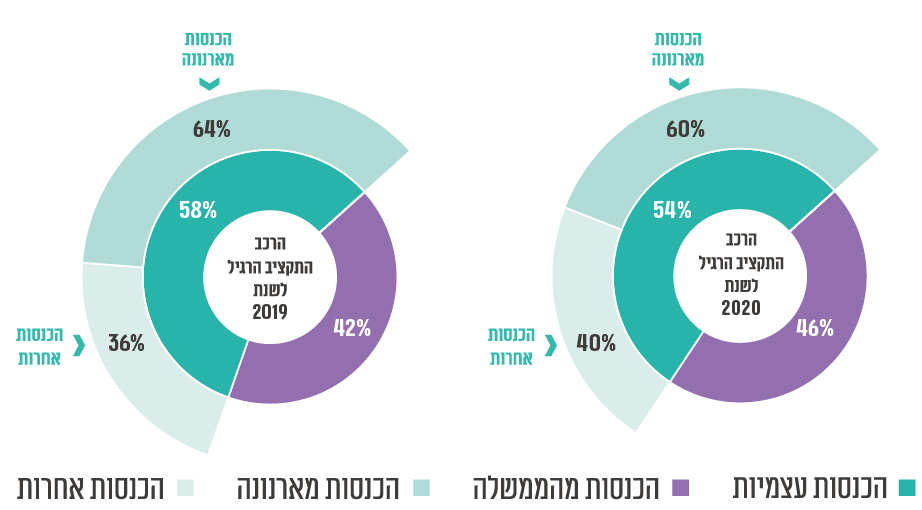 הכנסות
מארנונה
60%
54%
הרכב
התקציב הרגיל
לשנת
2020
46%
הכנסות
אחרות
40%
הכנסות
מארנונה
64%
58%
הרכב
התקציב הרגיל
לשנת
2019
42%
הכנסות
אחרות
36%
הכנסות עצמיות
הכנסות מהממשלה
הכנסות מארנונה
הכנסות אחרות